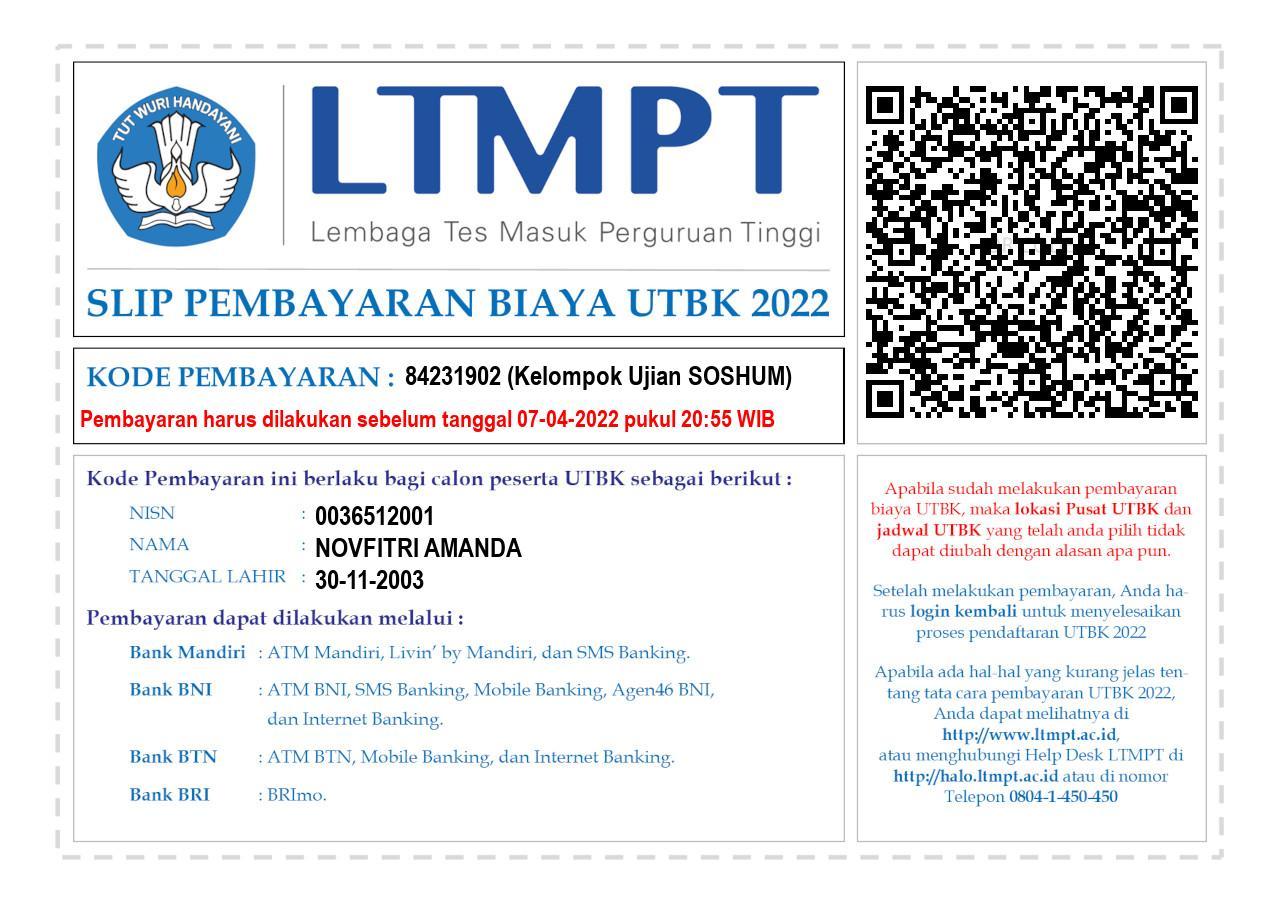 TUT WURI HANDAYANI
LTMPT
Lembaga Tes Masuk Perguruan Tinggi
SLIP PEMBAYARAN BIAYA UTBK 2022
KODE PEMBAYARAN : 84231902 (Kelompok Ujian SOSHUM)
Pembayaran harus dilakukan sebelum tanggal 07-04-2022 pukul 20:55 WIB
Kode Pembayaran ini berlaku bagi calon peserta UTBK sebagai berikut :
NISN : 0036512001
NAMA : NOVFITRI AMANDA
TANGGAL LAHIR : 30-11-2003
Pembayaran dapat dilakukan melalui :
Bank Mandiri : ATM Mandiri, Livin' by Mandiri, dan SMS Banking.
Bank BNI : ATM BNI, SMS Banking, Mobile Banking, Agen46 BNI,
dan Internet Banking.
Bank BTN : ATM BTN, Mobile Banking, dan Internet Banking.
Bank BRI : BRImo.
Apabila sudah melakukan pembayaran
biaya UTBK, maka lokasi Pusat UTBK dan
jadwal UTBK yang telah anda pilih tidak
dapat diubah dengan alasan apa pun.
Setelah melakukan pembayaran, Anda ha-
rus login kembali untuk menyelesaikan
proses pendaftaran UTBK 2022
Apabila ada hal-hal yang kurang jelas ten-
tang tata cara pembayaran UTBK 2022,
Anda dapat melihatnya di
http://www.ltmpt.ac.id,
atau menghubungi Help Desk LTMPT di
http://halo.ltmpt.ac.id atau di nomor
Telepon 0804-1-450-450